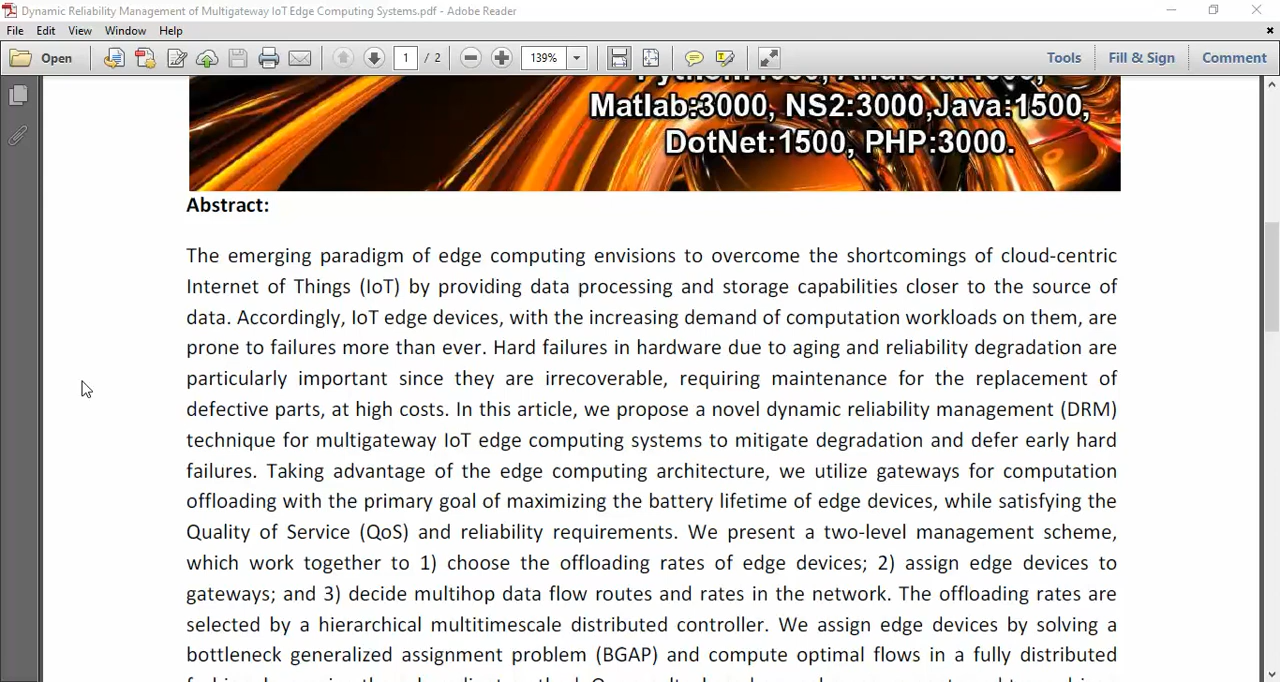 Dynamic Reliability Management of Multigateway IoT Edge Computing Systems.pdf - Adobe Reader
File Edit View Window Help
Open 1 / 2 139% Tools Fill & Sign Comment
Matlab:3000, NS2:3000,Java:1500,
DotNet:1500, PHP:3000.
Abstract:
The emerging paradigm of edge computing envisions to overcome the shortcomings of cloud-centric
Internet of Things (IoT) by providing data processing and storage capabilities closer to the source of
data. Accordingly, IoT edge devices, with the increasing demand of computation workloads on them, are
prone to failures more than ever. Hard failures in hardware due to aging and reliability degradation are
particularly important since they are irrecoverable, requiring maintenance for the replacement of
defective parts, at high costs. In this article, we propose a novel dynamic reliability management (DRM)
technique for multigateway IoT edge computing systems to mitigate degradation and defer early hard
failures. Taking advantage of the edge computing architecture, we utilize gateways for computation
offloading with the primary goal of maximizing the battery lifetime of edge devices, while satisfying the
Quality of Service (QoS) and reliability requirements. We present a two-level management scheme,
which work together to 1) choose the offloading rates of edge devices; 2) assign edge devices to
gateways; and 3) decide multihop data flow routes and rates in the network. The offloading rates are
selected by a hierarchical multitimescale distributed controller. We assign edge devices by solving a
bottleneck generalized assignment problem (BGAP) and compute optimal flows in a fully distributed